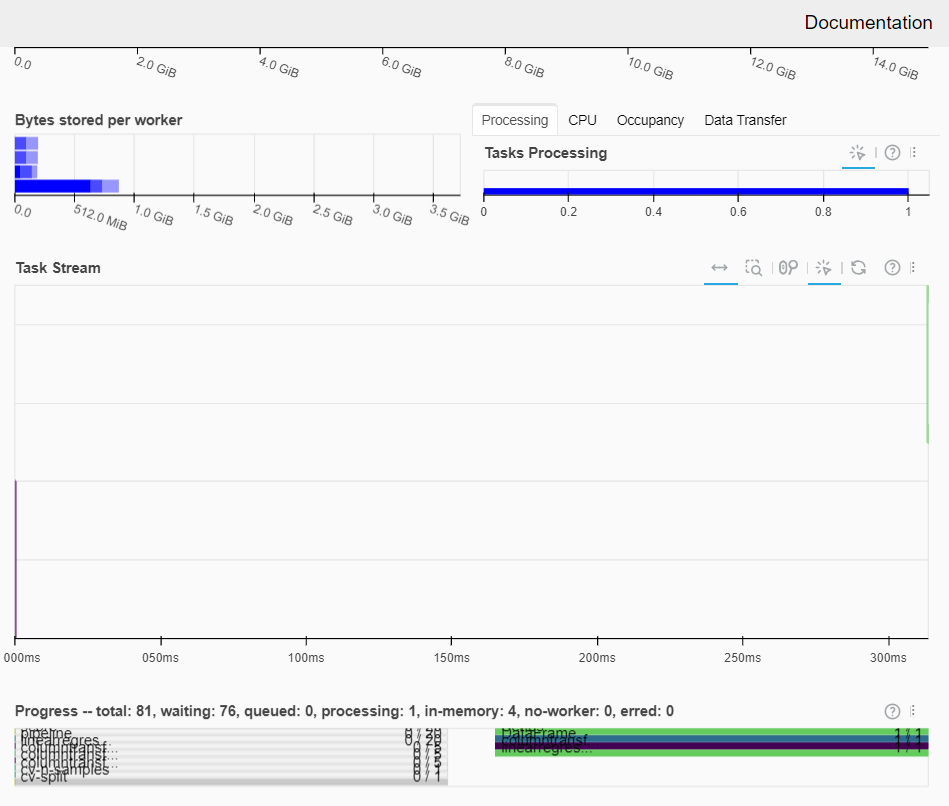 Documentation
0.0 2.0 GiB 4.0 GiB 6.0 GiB 8.0 GiB 10.0 GiB 12.0 GiB 14.0 GiB
Bytes stored per worker
0.0 512.0 MiB 1.0 GiB 1.5 GiB 2.0 GiB 2.5 GiB 3.0 GiB 3.5 GiB
Processing CPU Occupancy Data Transfer
Tasks Processing
0 0.2 0.4 0.6 0.8 1
Task Stream
000ms 050ms 100ms 150ms 200ms 250ms 300ms
Progress -- total: 81, waiting: 76, queued: 0, processing: 1, in-memory: 4, no-worker: 0, erred: 0
pipeline 0 / 20
linearregres... 0 / 20
columntransf... 0 / 5
columntransf... 0 / 5
columntransf... 0 / 5
cv-n-samples 0 / 1
cv-split 0 / 1
DataFrame 1 / 1
columntransf... 1 / 1
linearregres... 1 / 1